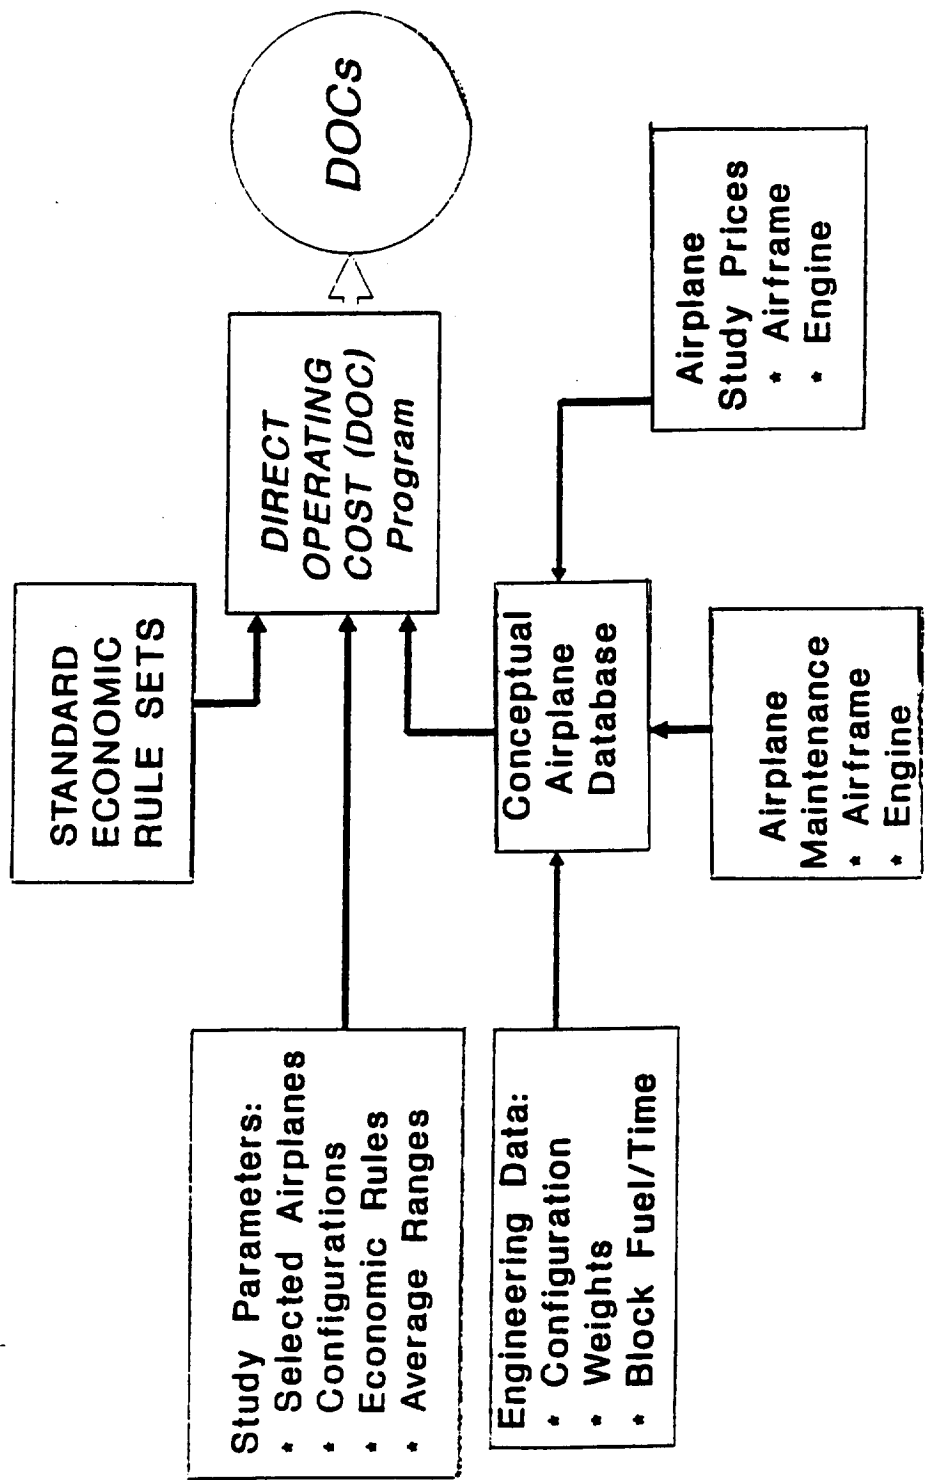 STANDARD
ECONOMIC
RULE SETS
Study Parameters:
* Selected Airplanes
* Configurations
* Economic Rules
* Average Ranges
DIRECT
OPERATING
COST (DOC)
Program
DOCs
Engineering Data:
* Configuration
* Weights
* Block Fuel/Time
Conceptual
Airplane
Database
Airplane
Study Prices
* Airframe
* Engine
Airplane
Maintenance
* Airframe
* Engine